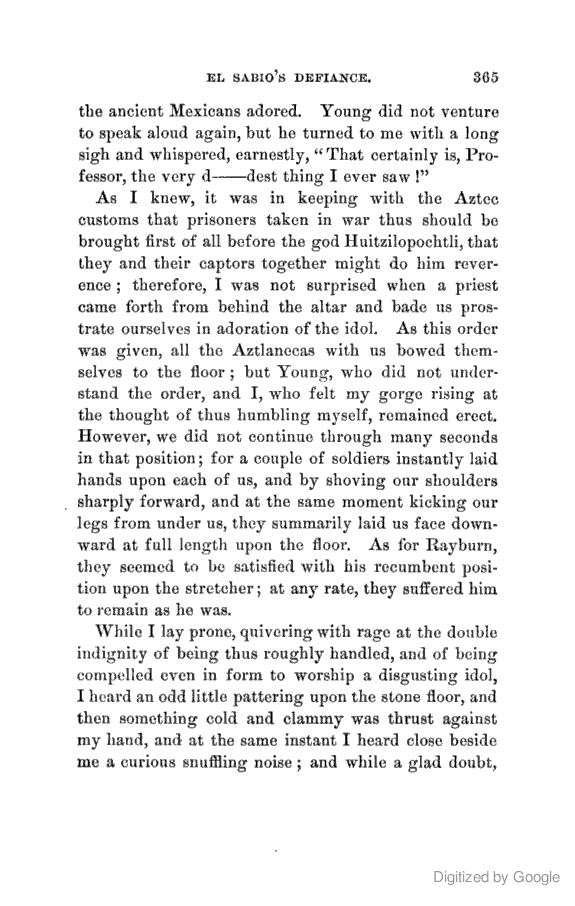 EL SABIO'S DEFIANCE. 365
the ancient Mexicans adored. Young did not venture
to speak aloud again, but he turned to me with a long
sigh and whispered, earnestly, "That certainly is, Pro-
fessor, the very d——dest thing I ever saw!"
As I knew, it was in keeping with the Aztec
customs that prisoners taken in war thus should be
brought first of all before the god Huitzilopochtli, that
they and their captors together might do him rever-
ence; therefore, I was not surprised when a priest
came forth from behind the altar and bade us pros-
trate ourselves in adoration of the idol. As this order
was given, all the Aztlanecas with us bowed them-
selves to the floor; but Young, who did not under-
stand the order, and I, who felt my gorge rising at
the thought of thus humbling myself, remained erect.
However, we did not continue through many seconds
in that position; for a couple of soldiers instantly laid
hands upon each of us, and by shoving our shoulders
sharply forward, and at the same moment kicking our
legs from under us, they summarily laid us face down-
ward at full length upon the floor. As for Rayburn,
they seemed to be satisfied with his recumbent posi-
tion upon the stretcher; at any rate, they suffered him
to remain as he was.
While I lay prone, quivering with rage at the double
indignity of being thus roughly handled, and of being
compelled even in form to worship a disgusting idol,
I heard an odd little pattering upon the stone floor, and
then something cold and clammy was thrust against
my hand, and at the same instant I heard close beside
me a curious snuffling noise; and while a glad doubt,
Digitized by Google